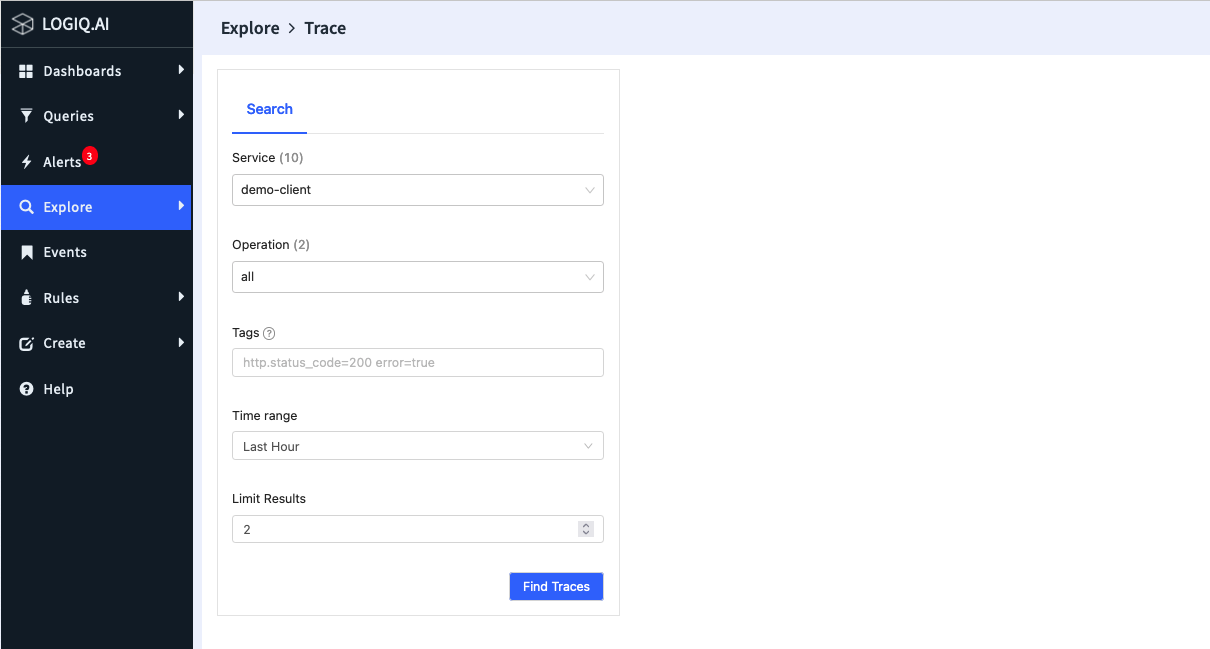 LOGIQ.AI
Dashboards
Queries
Alerts 3
Explore
Events
Rules
Create
Help
Explore > Trace
Search
Service (10)
demo-client
Operation (2)
all
Tags ?
http.status_code=200 error=true
Time range
Last Hour
Limit Results
2
Find Traces